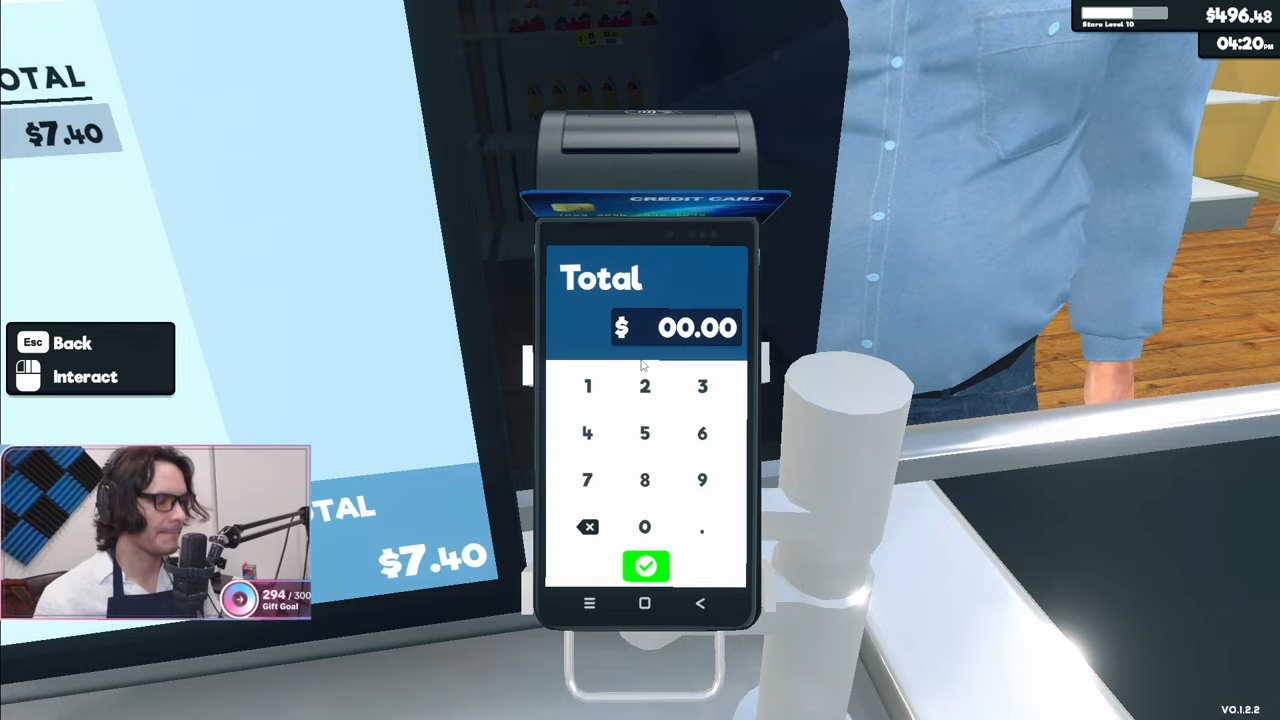 $496.48
Store Level 10
04:20PM
OTAL
$7.40
CREDIT CARD
Total
$ 00.00
Esc Back
Interact
1 2 3
4 5 6
7 8 9
0 .
TAL
$7.40
294 / 300
Gift Goal
V0.1.2.2